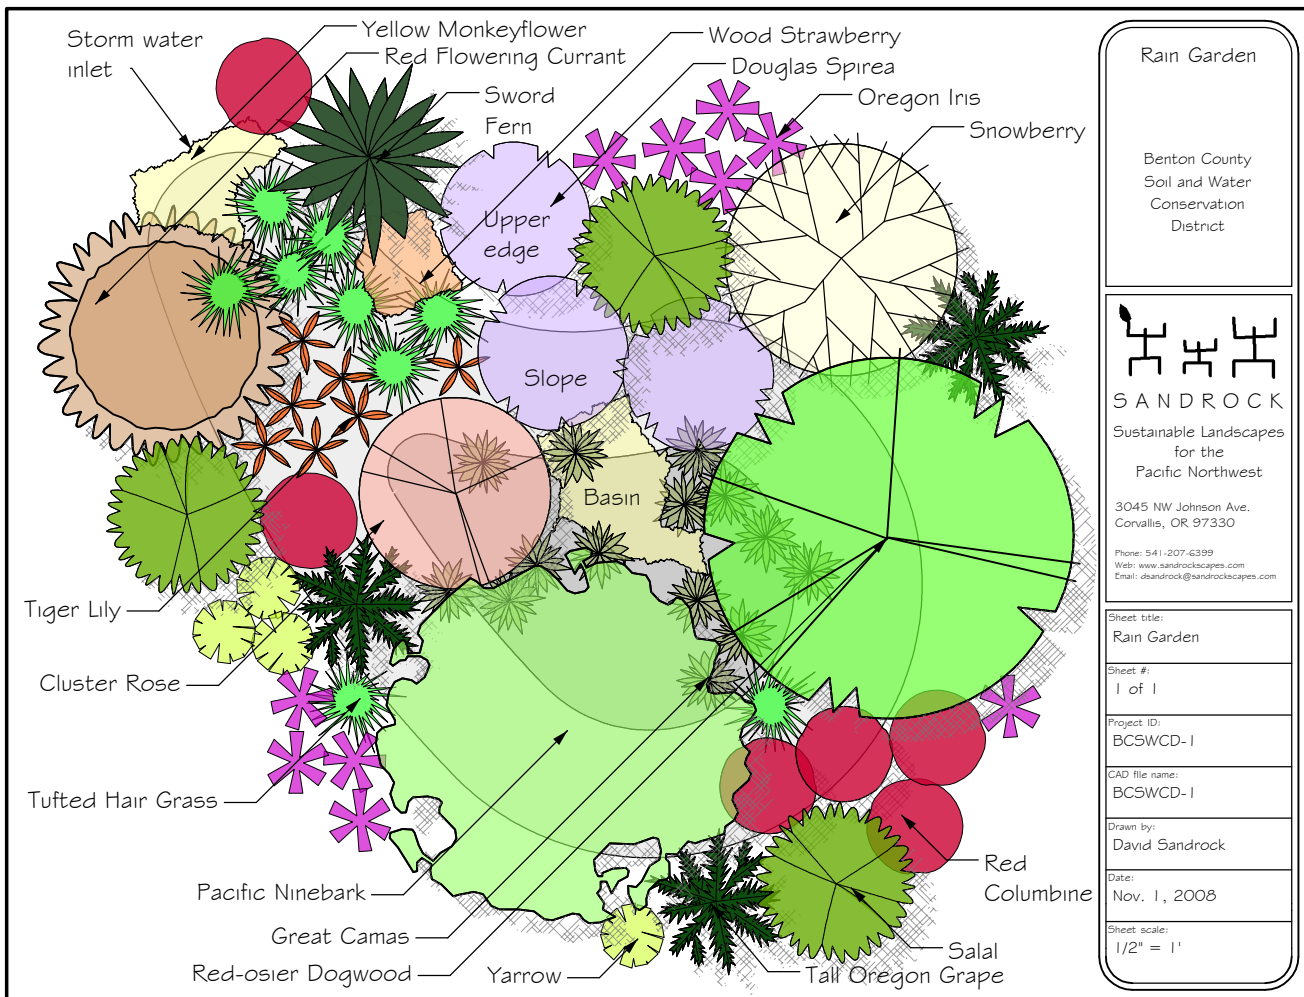 Storm water
inlet
Yellow Monkeyflower
Red Flowering Currant
Sword
Fern
Wood Strawberry
Douglas Spirea
Oregon Iris
Snowberry
Upper
edge
Slope
Basin
Tiger Lily
Cluster Rose
Tufted Hair Grass
Pacific Ninebark
Great Camas
Red-osier Dogwood
Yarrow
Tall Oregon Grape
Salal
Red
Columbine
Rain Garden
Benton County
Soil and Water
Conservation
District
SANDROCK
Sustainable Landscapes
for the
Pacific Northwest
3045 NW Johnson Ave.
Corvallis, OR 97330
Phone: 541-207-6399
Web: www.sandrockscapes.com
Email: dsandrock@sandrockscapes.com
Sheet title:
Rain Garden
Sheet #:
1 of 1
Project ID:
BCSWCD-1
CAD file name:
BCSWCD-1
Drawn by:
David Sandrock
Date:
Nov. 1, 2008
Sheet scale:
1/2" = 1'